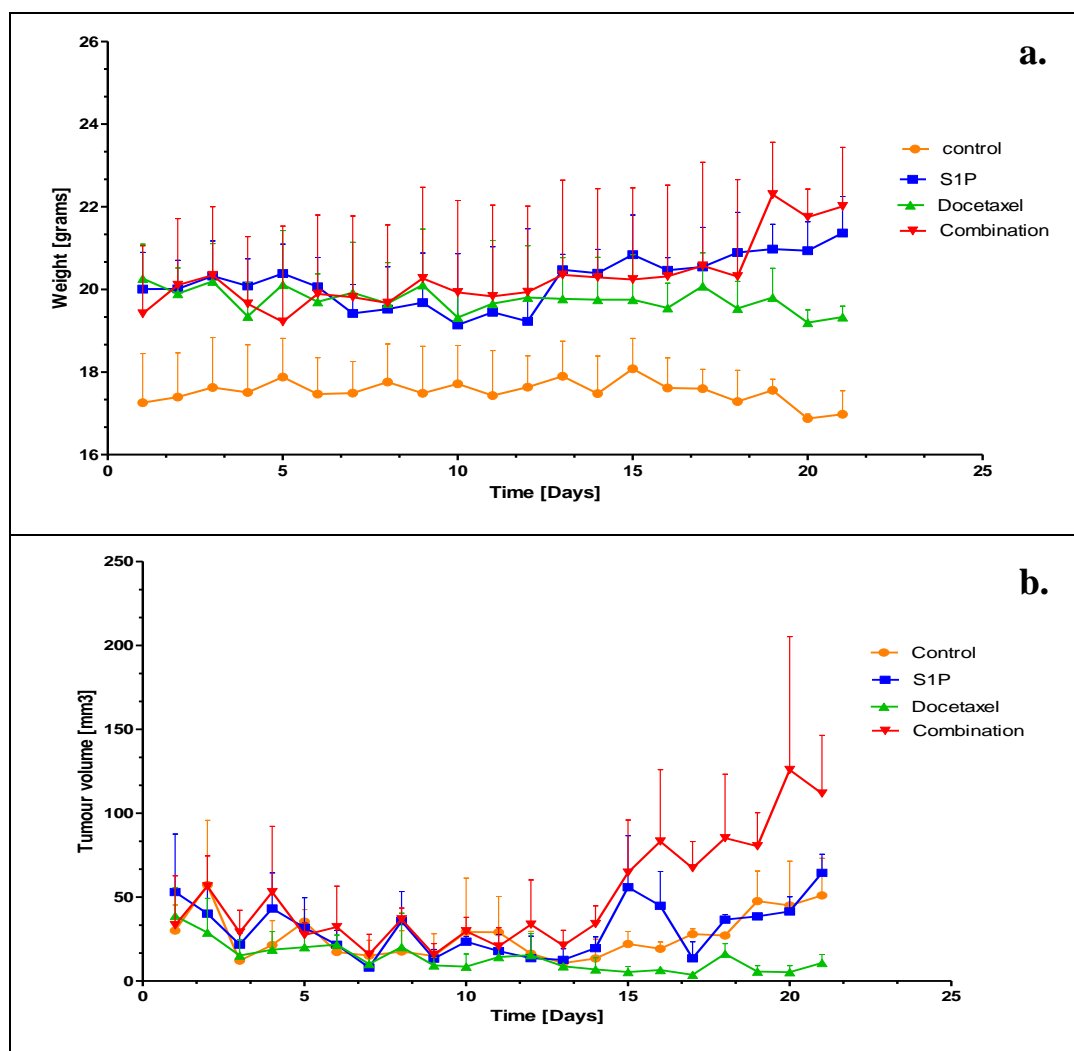 a.
26
24
22
20
18
16
Weight [grams]
0 5 10 15 20 25
Time [Days]
control
S1P
Docetaxel
Combination
b.
250
200
150
100
50
0
Tumour volume [mm3]
0 5 10 15 20 25
Time [Days]
Control
S1P
Docetaxel
Combination